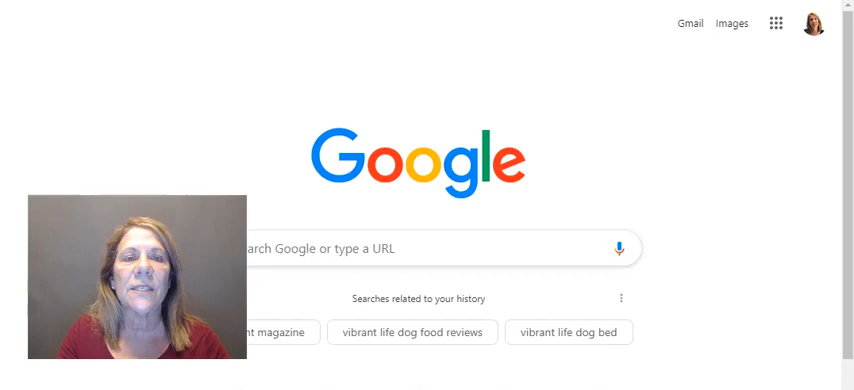 Gmail Images
Google
arch Google or type a URL
Searches related to your history
nt magazine
vibrant life dog food reviews
vibrant life dog bed